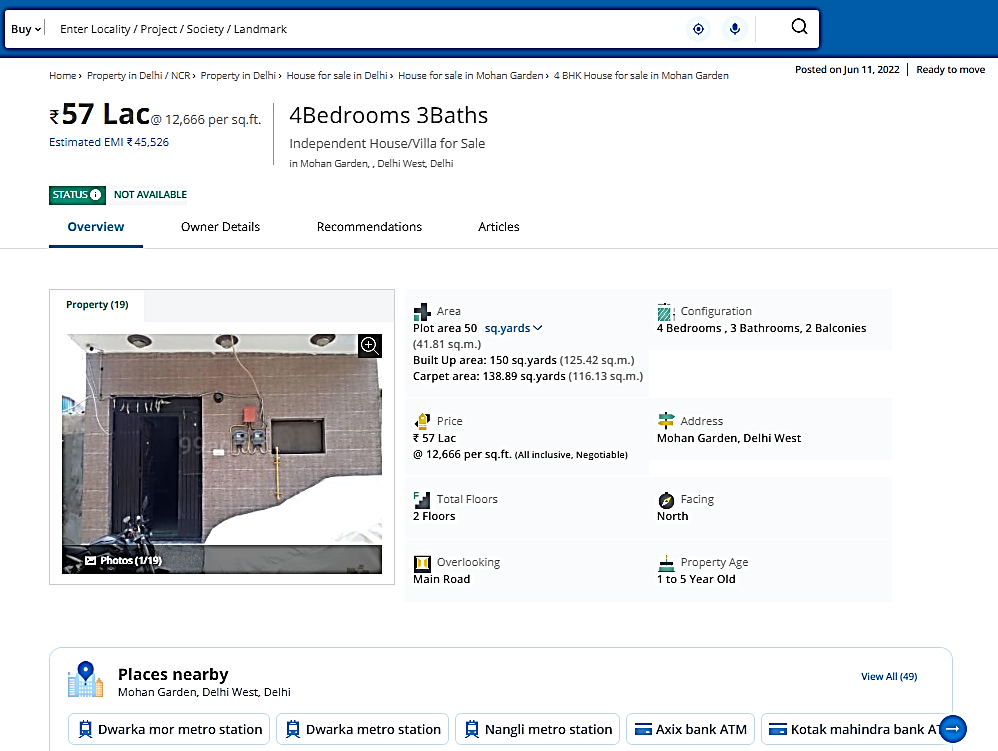 Buy
Enter Locality / Project / Society / Landmark
Home › Property in Delhi / NCR › Property in Delhi › House for sale in Delhi › House for sale in Mohan Garden › 4 BHK House for sale in Mohan Garden
Posted on Jun 11, 2022 | Ready to move
₹57 Lac @ 12,666 per sq.ft.
Estimated EMI ₹ 45,526
4Bedrooms 3Baths
Independent House/Villa for Sale
in Mohan Garden, , Delhi West, Delhi
STATUS NOT AVAILABLE
Overview Owner Details Recommendations Articles
Property (19)
Photos (1/19)
Area
Plot area 50 sq.yards
(41.81 sq.m.)
Built Up area: 150 sq.yards (125.42 sq.m.)
Carpet area: 138.89 sq.yards (116.13 sq.m.)
Configuration
4 Bedrooms , 3 Bathrooms, 2 Balconies
Price
₹ 57 Lac
@ 12,666 per sq.ft. (All inclusive, Negotiable)
Address
Mohan Garden, Delhi West
Total Floors
2 Floors
Facing
North
Overlooking
Main Road
Property Age
1 to 5 Year Old
Places nearby
Mohan Garden, Delhi West, Delhi
View All (49)
Dwarka mor metro station
Dwarka metro station
Nangli metro station
Axix bank ATM
Kotak mahindra bank